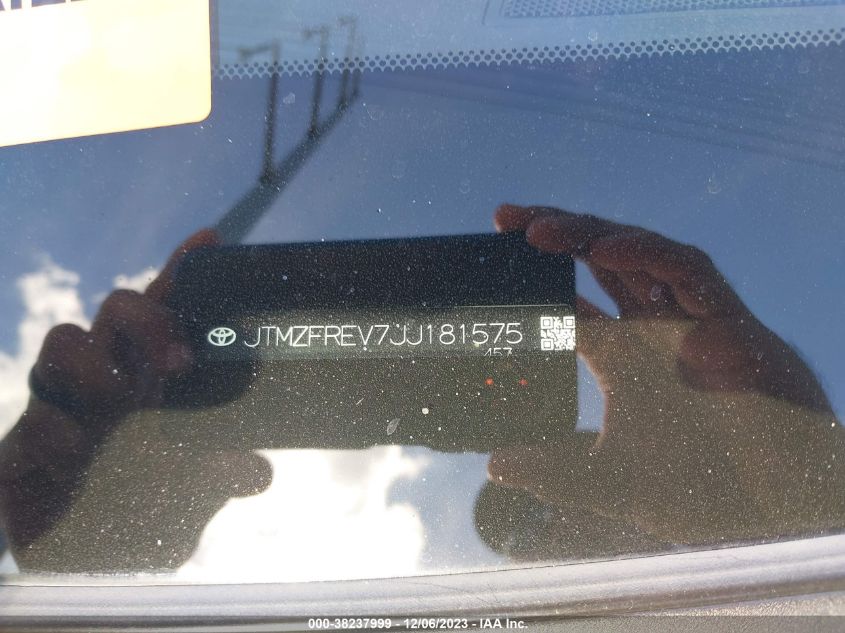 JTMZFREV7JJ181575
457
000-38237999 - 12/06/2023 - IAA Inc.